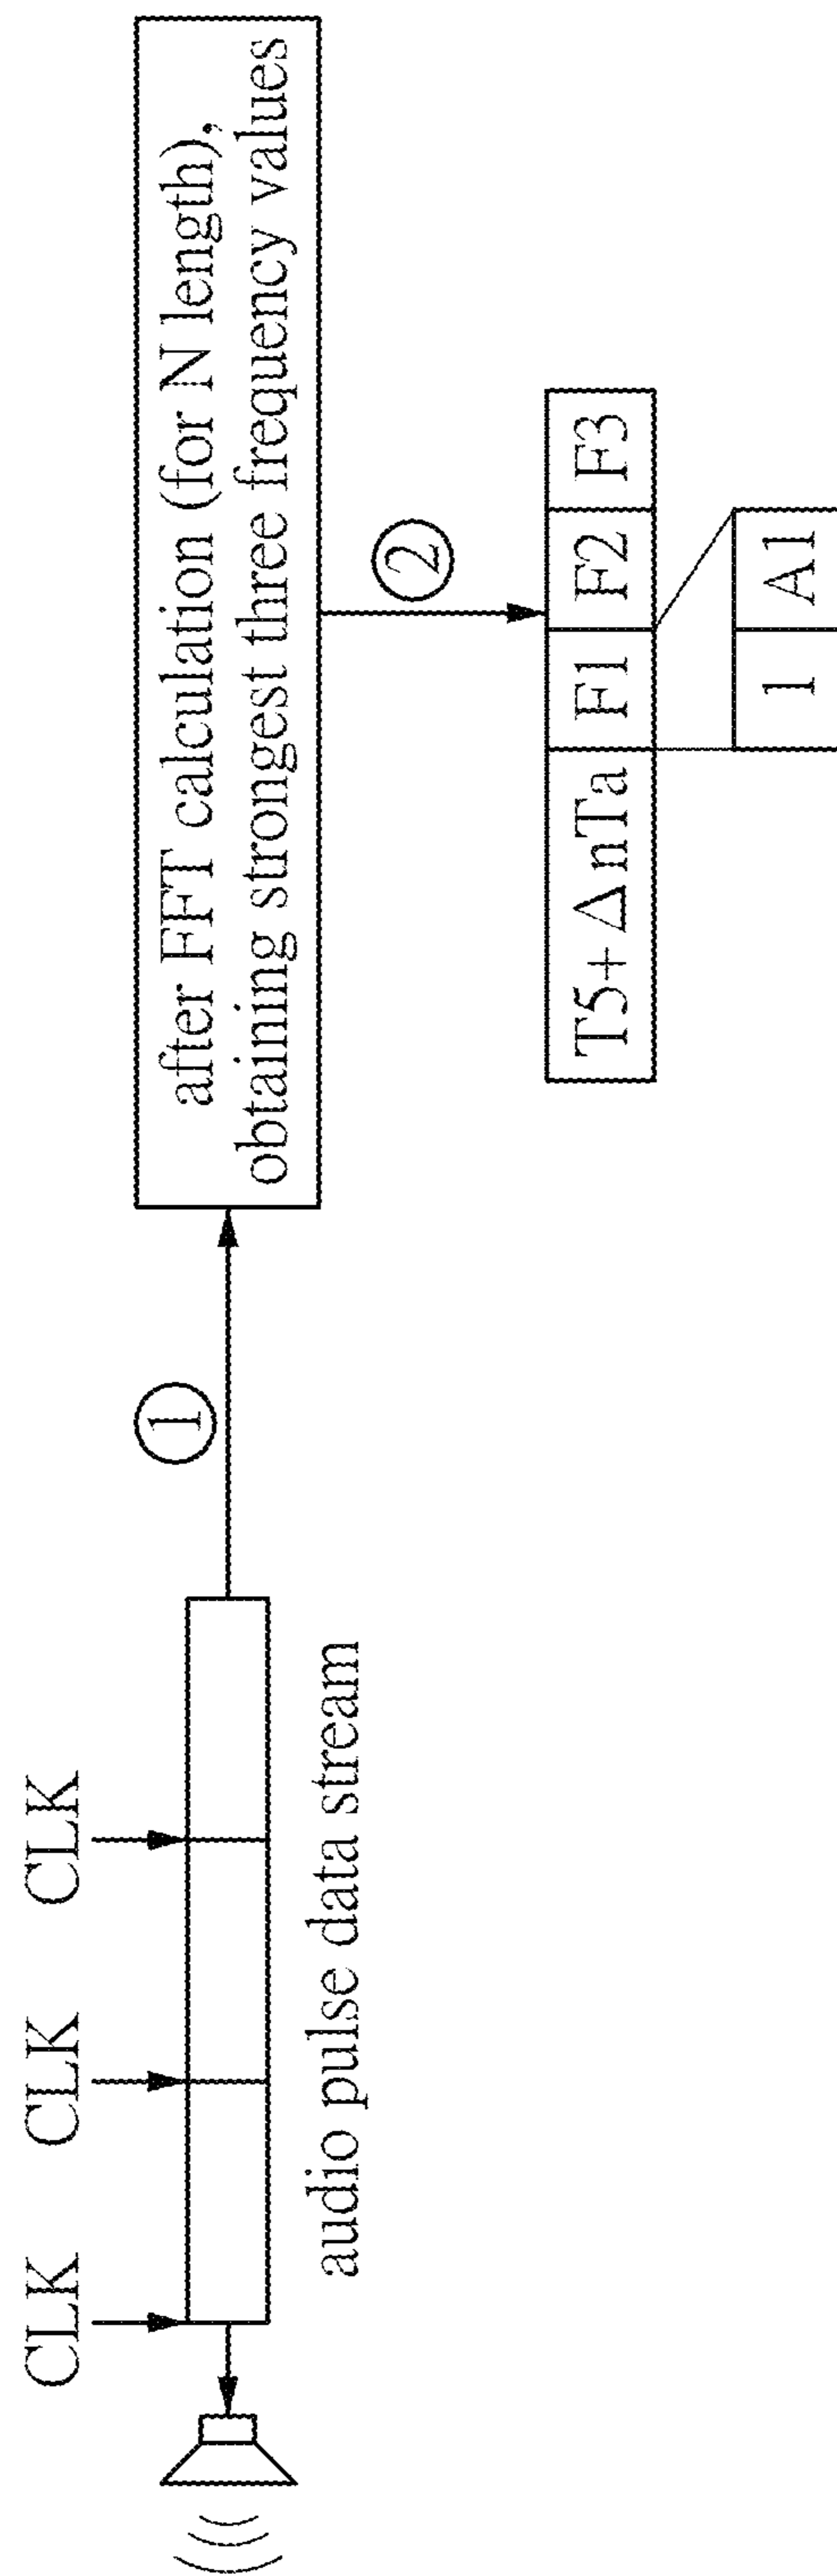 CLK CLK CLK
audio pulse data stream
①
after FFT calculation (for N length),
obtaining strongest three frequency values
②
T5+ΔnTa F1 F2 F3
1 A1